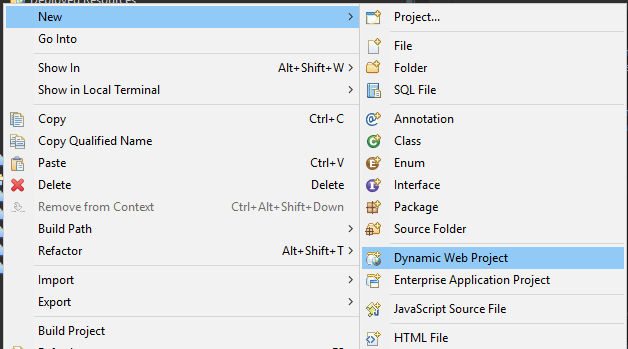 Deployed Resources
New
Go Into
Show In Alt+Shift+W
Show in Local Terminal
Copy Ctrl+C
Copy Qualified Name
Paste Ctrl+V
Delete Delete
Remove from Context Ctrl+Alt+Shift+Down
Build Path
Refactor Alt+Shift+T
Import
Export
Build Project
Project...
File
Folder
SQL File
Annotation
Class
Enum
Interface
Package
Source Folder
Dynamic Web Project
Enterprise Application Project
JavaScript Source File
HTML File